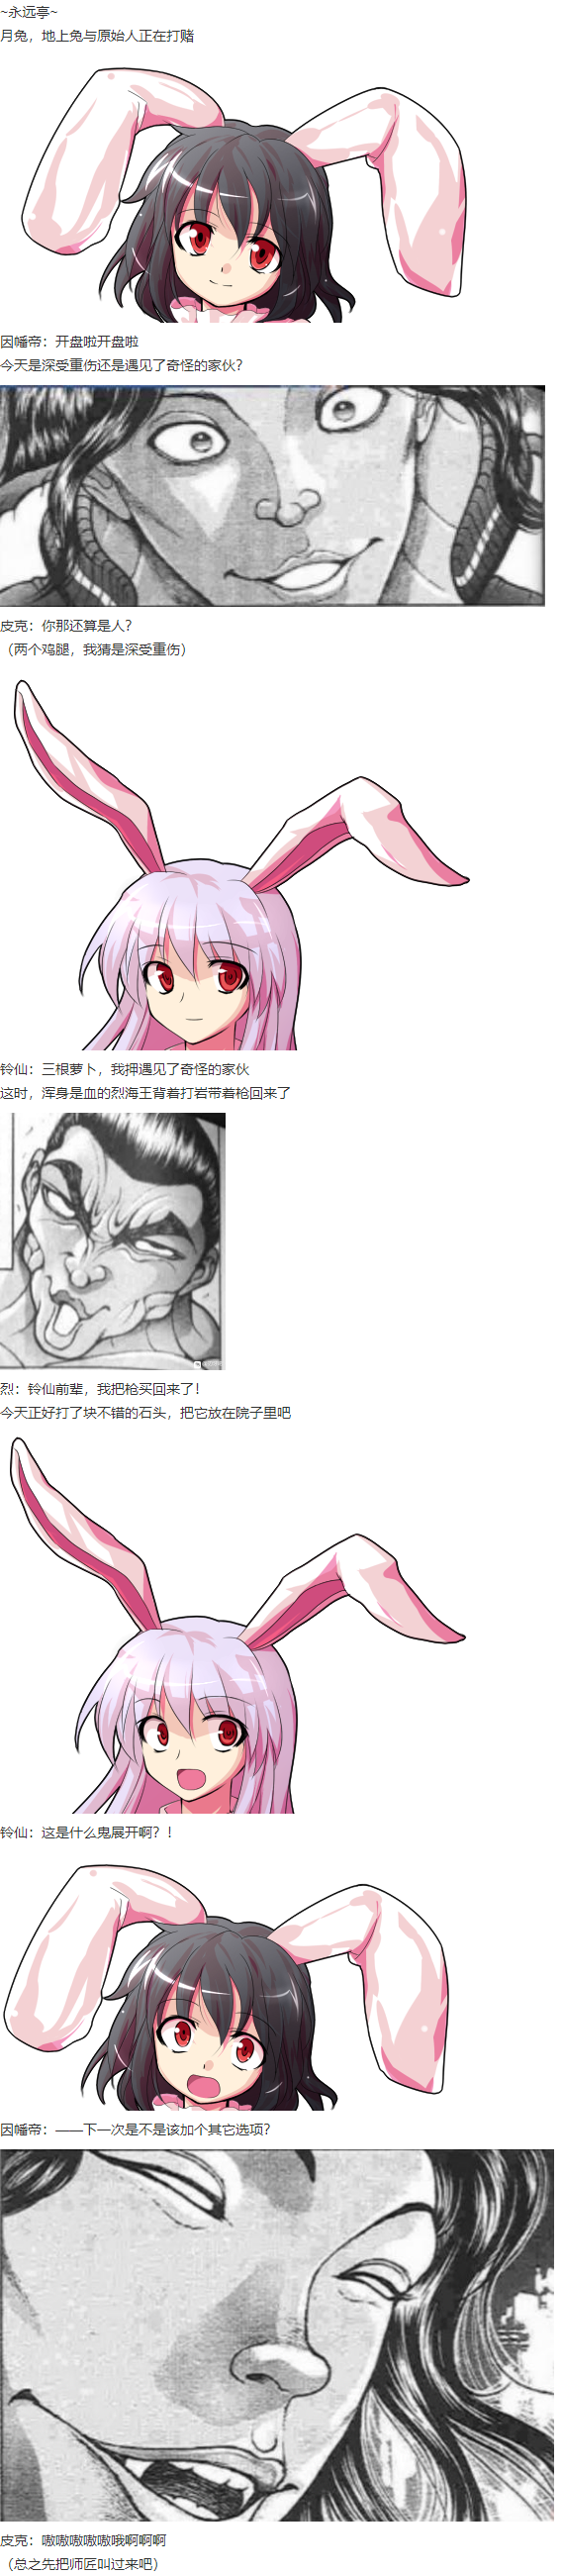 ~永远亭~
月兔，地上兔与原始人正在打赌
因幡帝：开盘啦开盘啦
今天是深受重伤还是遇见了奇怪的家伙？
皮克：你那还算是人？
（两个鸡腿，我猜是深受重伤）
铃仙：三根萝卜，我押遇见了奇怪的家伙
这时，浑身是血的烈海王背着打岩带着枪回来了
烈：铃仙前辈，我把枪买回来了！
今天正好打了块不错的石头，把它放在院子里吧
铃仙：这是什么鬼展开啊？！
因幡帝：——下一次是不是该加个其它选项？
皮克：嗷嗷嗷嗷嗷哦啊啊啊
（总之先把师匠叫过来吧）